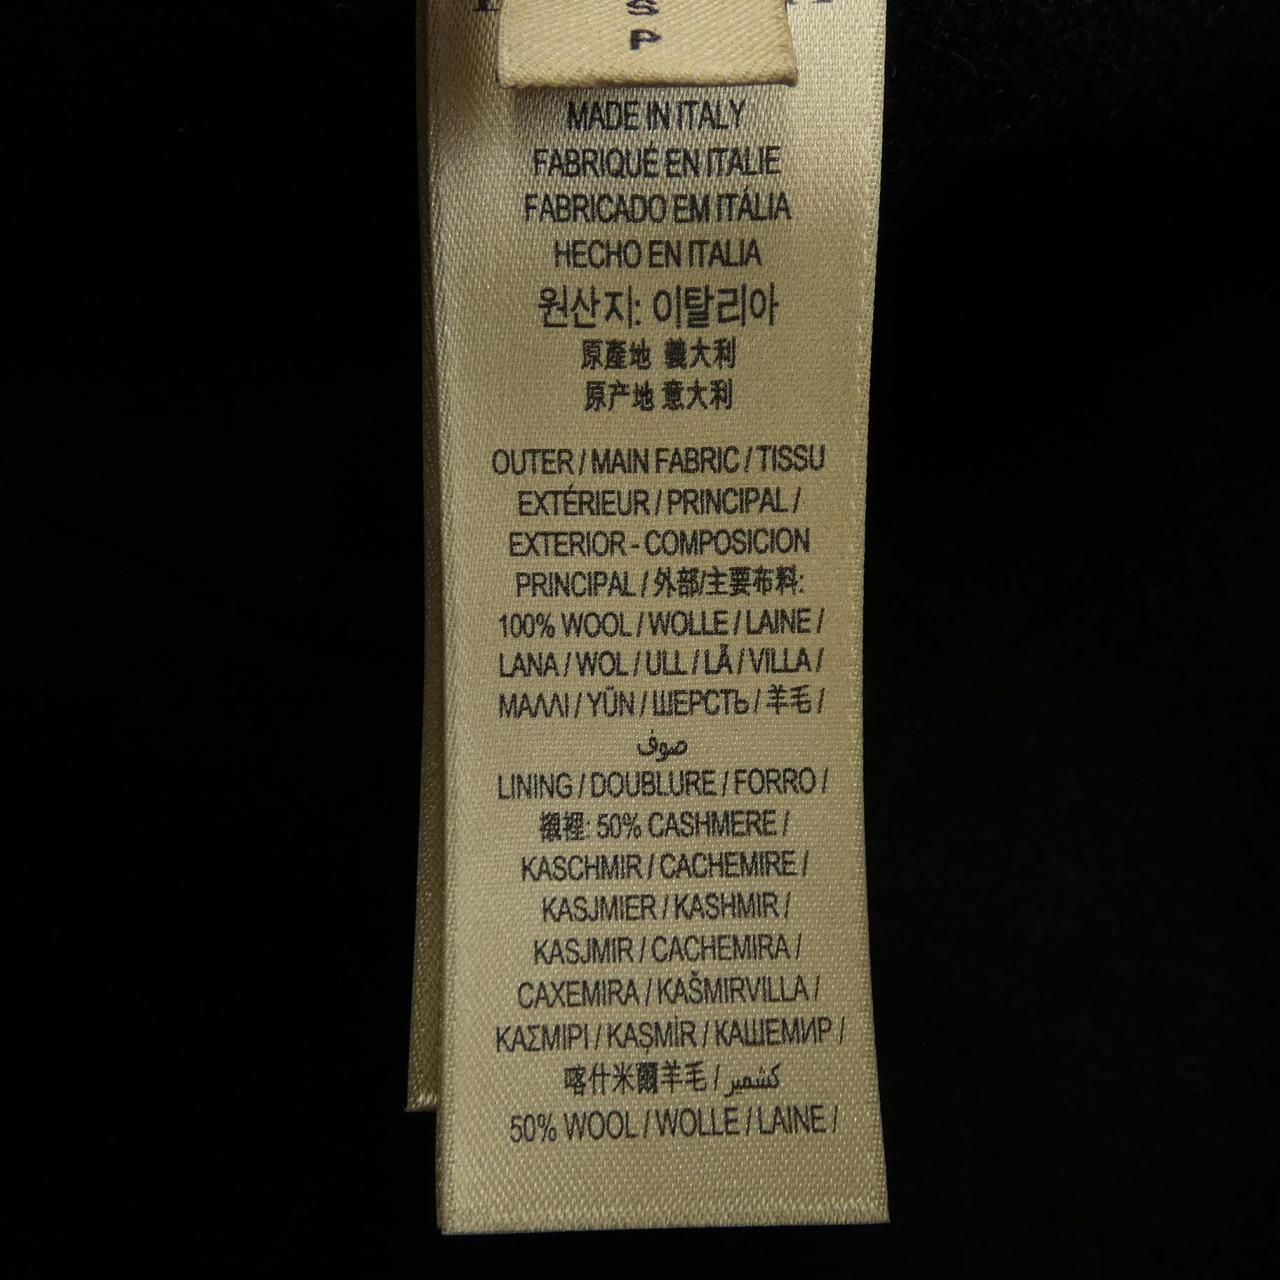 S
P
MADE IN ITALY
FABRIQUÉ EN ITALIE
FABRICADO EM ITÁLIA
HECHO EN ITALIA
원산지: 이탈리아
原產地 義大利
原产地 意大利
OUTER / MAIN FABRIC / TISSU
EXTÉRIEUR / PRINCIPAL /
EXTERIOR - COMPOSICION
PRINCIPAL / 外部/主要布料:
100% WOOL / WOLLE / LAINE /
LANA / WOL / ULL / LÃ / VILLA /
ΜΑΛΛΙ / YÜN / ШЕРСТЬ / 羊毛 /
صوف
LINING / DOUBLURE / FORRO /
襯裡: 50% CASHMERE /
KASCHMIR / CACHEMIRE /
KASJMIER / KASHMIR /
KASJMIR / CACHEMIRA /
CAXEMIRA / KAŠMIRVILLA /
ΚΑΣΜΙΡΙ / KAŞMİR / КАШЕМИР /
喀什米爾羊毛 / كشمير
50% WOOL / WOLLE / LAINE /